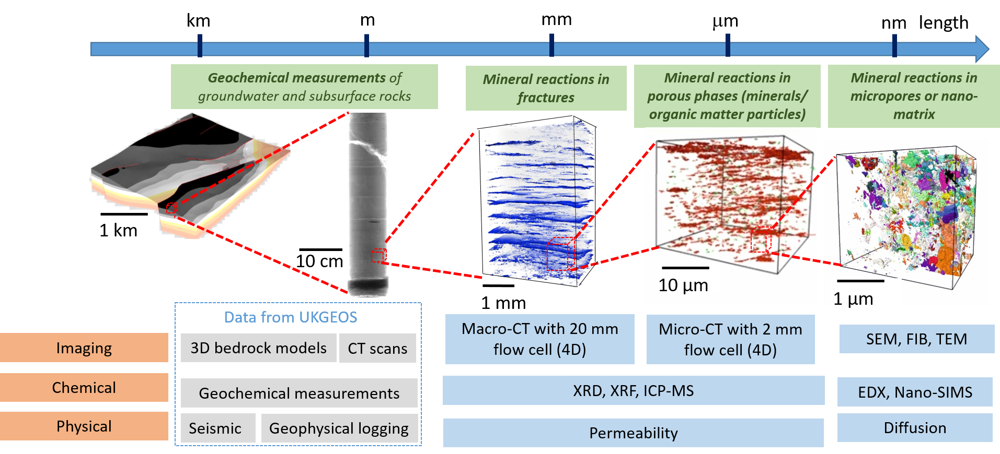 km
m
mm
μm
nm length
Geochemical measurements of
groundwater and subsurface rocks
Mineral reactions in
fractures
Mineral reactions in
porous phases (minerals/
organic matter particles)
Mineral reactions in
micropores or nano-
matrix
1 km
10 cm
1 mm
10 μm
1 μm
Data from UKGEOS
Imaging
3D bedrock models
CT scans
Macro-CT with 20 mm
flow cell (4D)
Micro-CT with 2 mm
flow cell (4D)
SEM, FIB, TEM
Chemical
Geochemical measurements
XRD, XRF, ICP-MS
EDX, Nano-SIMS
Physical
Seismic
Geophysical logging
Permeability
Diffusion